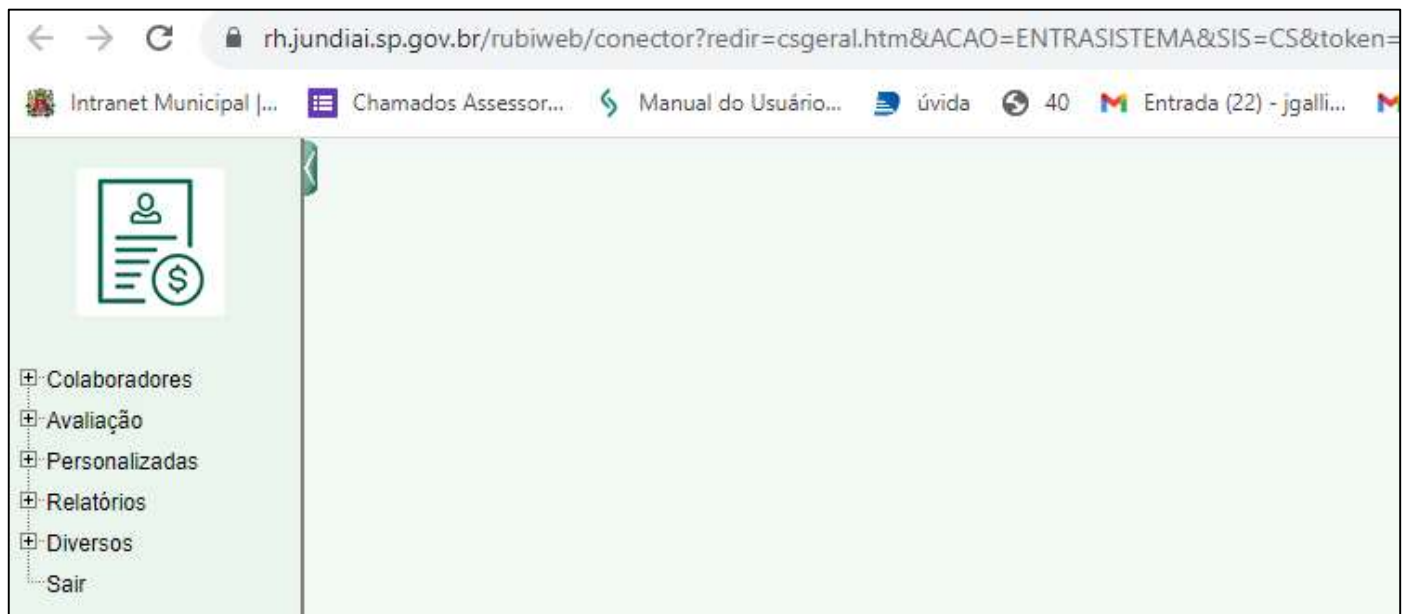 rh.jundiai.sp.gov.br/rubiweb/conector?redir=csgeral.htm&ACAO=ENTRASISTEMA&SIS=CS&token=
Intranet Municipal |... Chamados Assessor... Manual do Usuário... úvida 40 Entrada (22) - jgalli...
$
Colaboradores
Avaliação
Personalizadas
Relatórios
Diversos
Sair